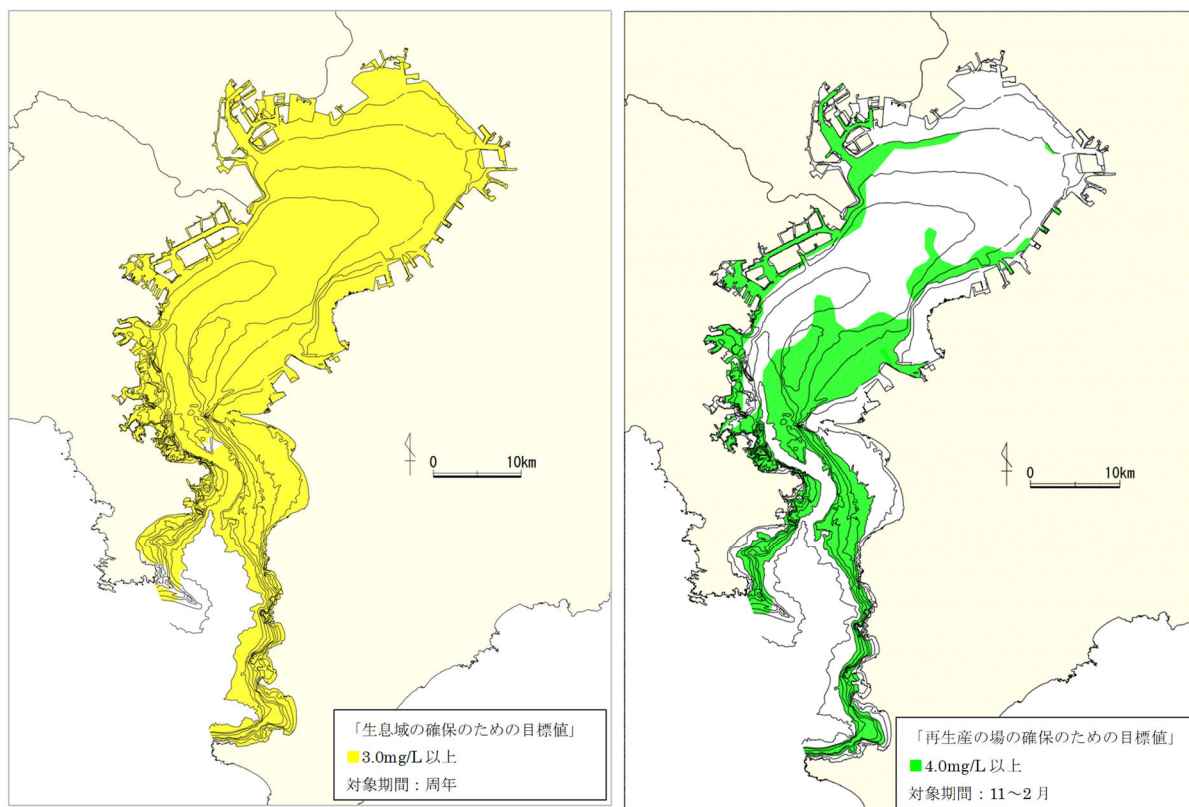 0 10km
「生息域の確保のための目標値」
3.0mg/L 以上
対象期間：周年
0 10km
「再生産の場の確保のための目標値」
4.0mg/L 以上
対象期間：11～2 月